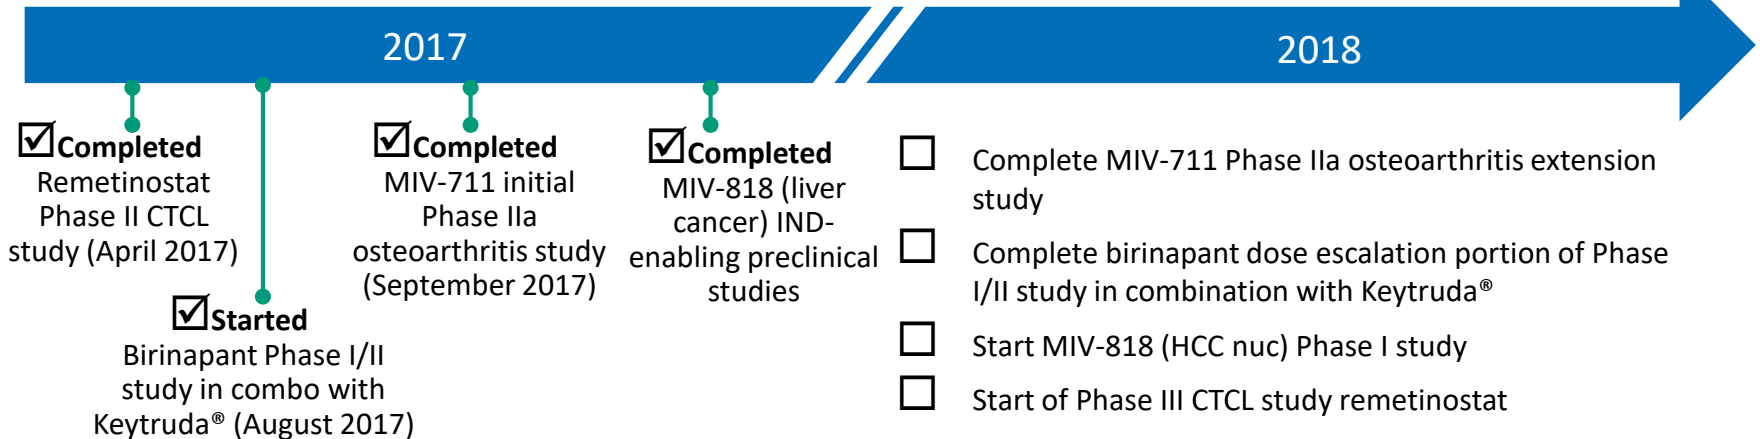 2017
2018
Completed
Remetinostat
Phase II CTCL
study (April 2017)
Started
Birinapant Phase I/II
study in combo with
Keytruda® (August 2017)
Completed
MIV-711 initial
Phase IIa
osteoarthritis study
(September 2017)
Completed
MIV-818 (liver
cancer) IND-
enabling preclinical
studies
Complete MIV-711 Phase IIa osteoarthritis extension
study
Complete birinapant dose escalation portion of Phase
I/II study in combination with Keytruda®
Start MIV-818 (HCC nuc) Phase I study
Start of Phase III CTCL study remetinostat